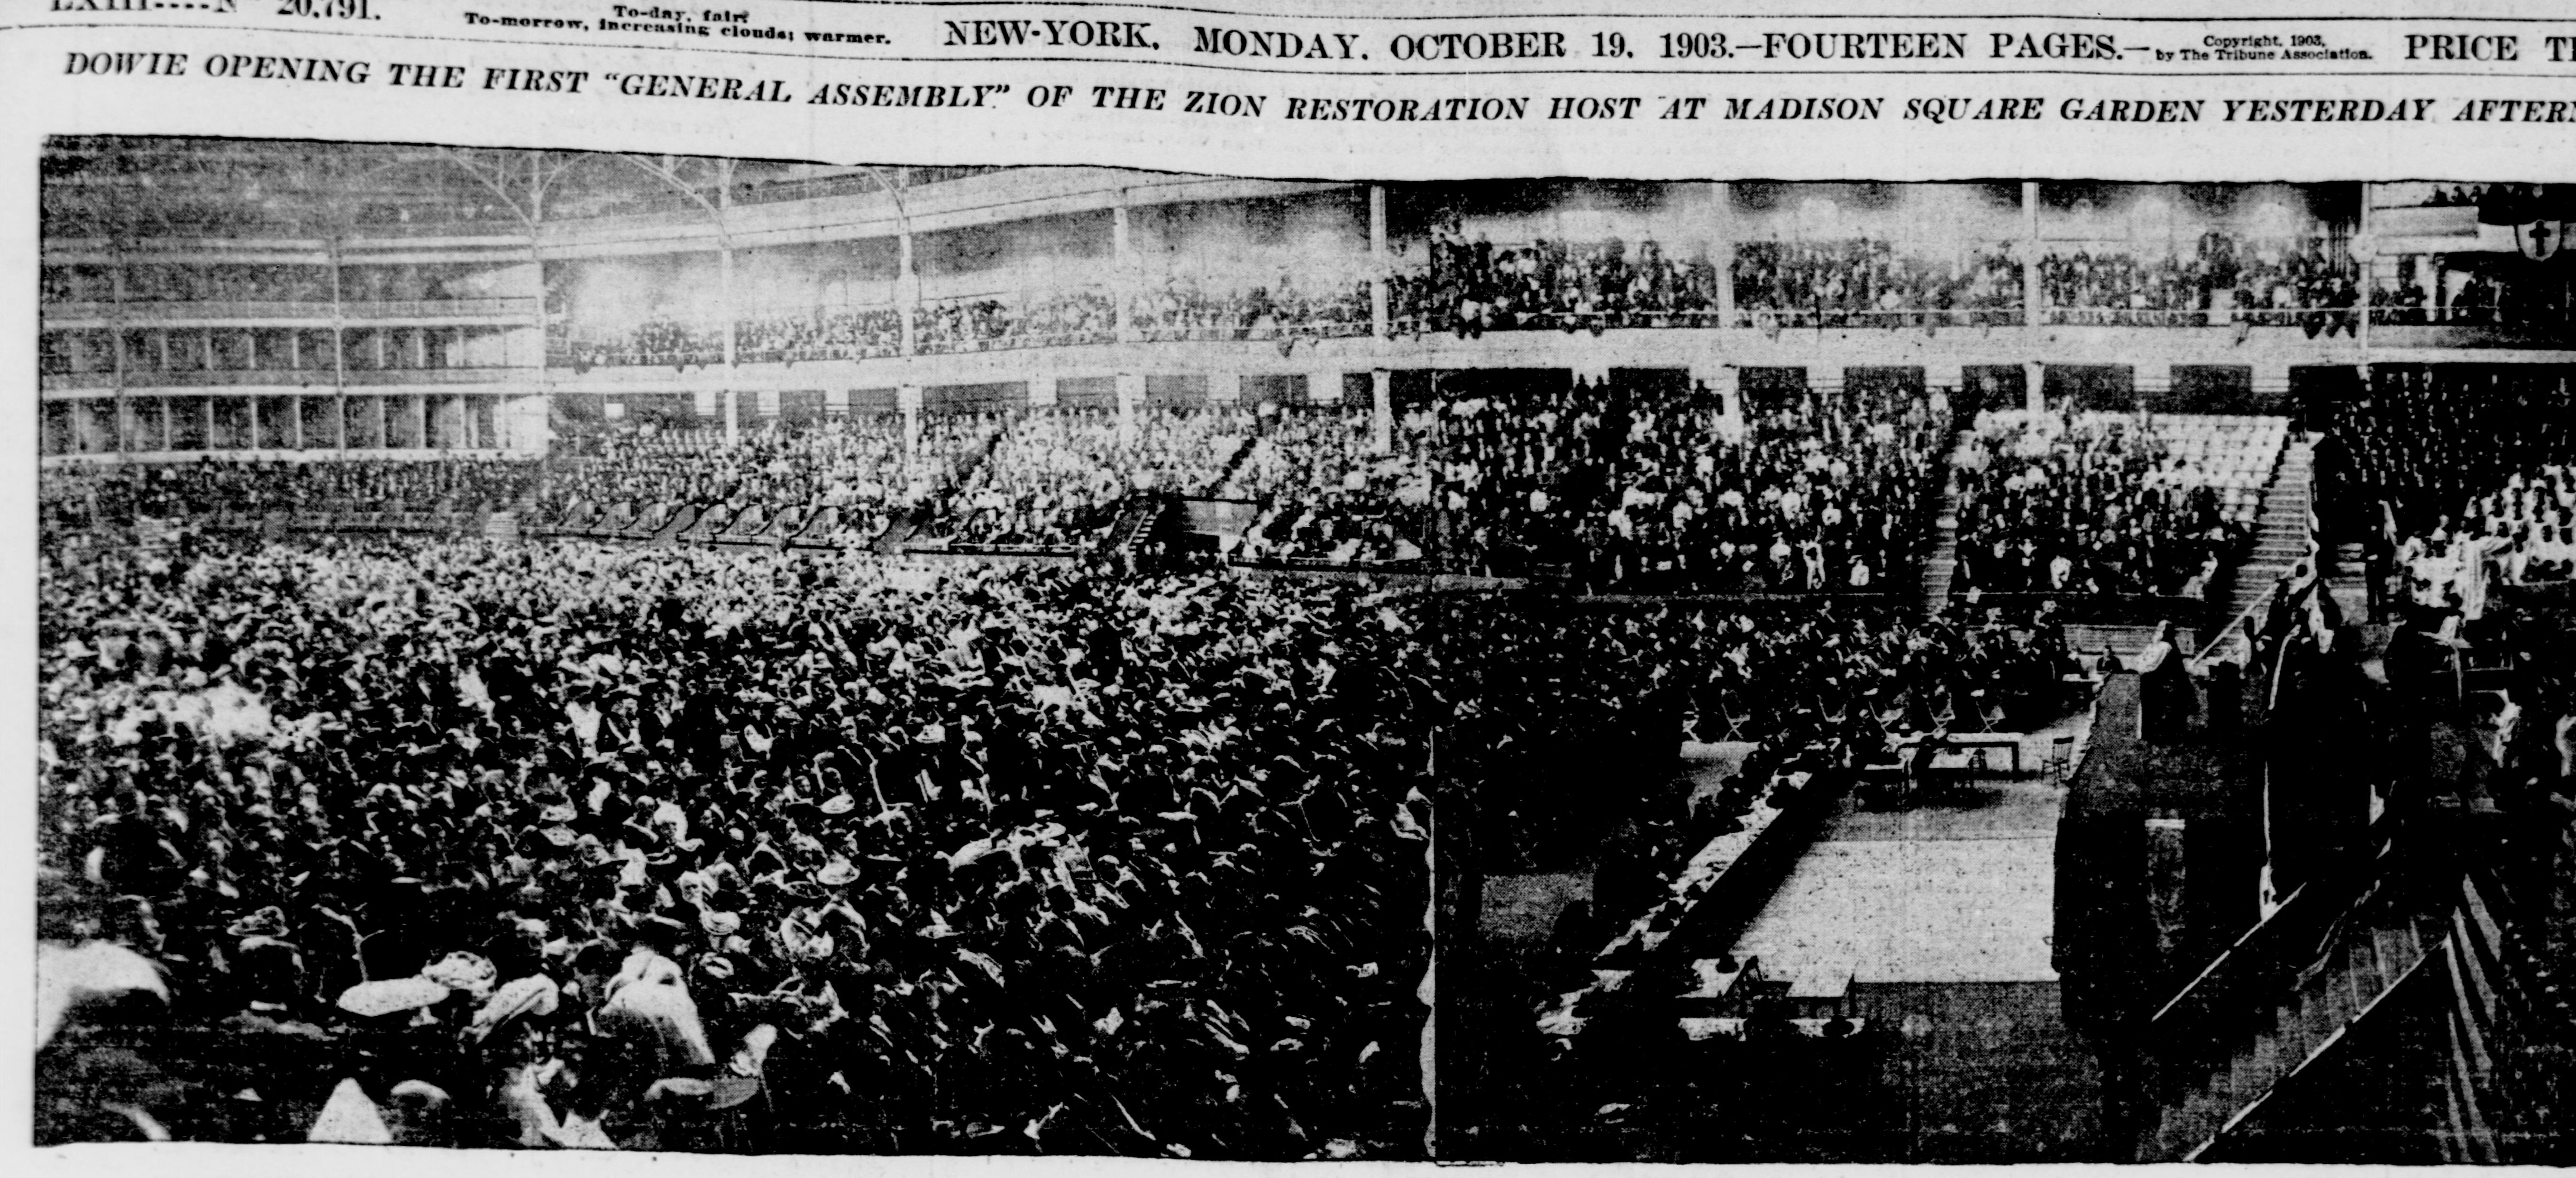 LXIII....N° 20,791.
To-day, fair;
To-morrow, increasing clouds; warmer.
NEW-YORK, MONDAY, OCTOBER 19, 1903.—FOURTEEN PAGES.—
Copyright, 1903,
by The Tribune Association.
PRICE
DOWIE OPENING THE FIRST "GENERAL ASSEMBLY" OF THE ZION RESTORATION HOST AT MADISON SQUARE GARDEN YESTERDAY AFTER